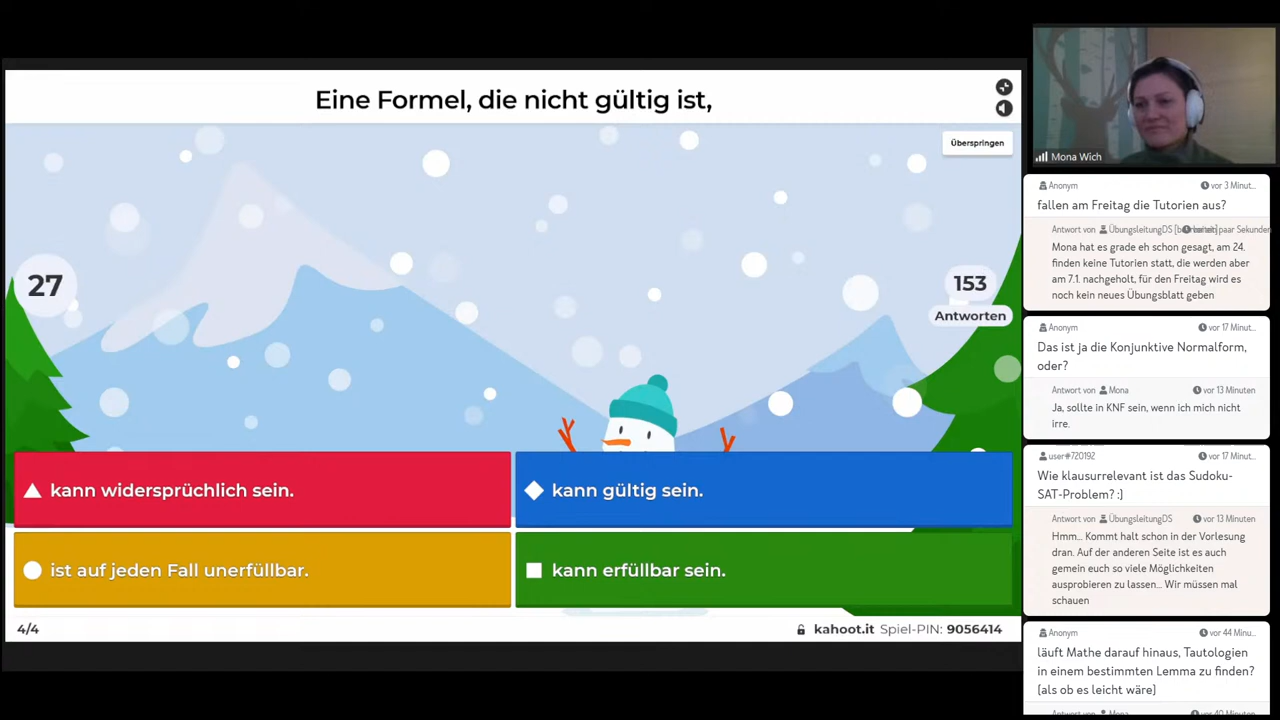 Eine Formel, die nicht gültig ist,
Überspringen
27
153
Antworten
kann widersprüchlich sein.
kann gültig sein.
ist auf jeden Fall unerfüllbar.
kann erfüllbar sein.
4/4
kahoot.it Spiel-PIN: 9056414
Mona Wich
Anonym
vor 3 Minut...
fallen am Freitag die Tutorien aus?
Antwort von ÜbungsleitungDS
paar Sekunden
Mona hat es grade eh schon gesagt, am 24.
finden keine Tutorien statt, die werden aber
am 7.1. nachgeholt, für den Freitag wird es
noch kein neues Übungsblatt geben
Anonym
vor 17 Minut...
Das ist ja die Konjunktive Normalform,
oder?
Antwort von Mona
vor 13 Minuten
Ja, sollte in KNF sein, wenn ich mich nicht
irre.
user#720192
vor 17 Minut...
Wie klausurrelevant ist das Sudoku-
SAT-Problem? :]
Antwort von ÜbungsleitungDS
vor 13 Minuten
Hmm... Kommt halt schon in der Vorlesung
dran. Auf der anderen Seite ist es auch
gemein euch so viele Möglichkeiten
ausprobieren zu lassen... Wir müssen mal
schauen
Anonym
vor 44 Minu...
läuft Mathe darauf hinaus, Tautologien
in einem bestimmten Lemma zu finden?
[als ob es leicht wäre]
Antwort von Mona
vor 40 Minuten